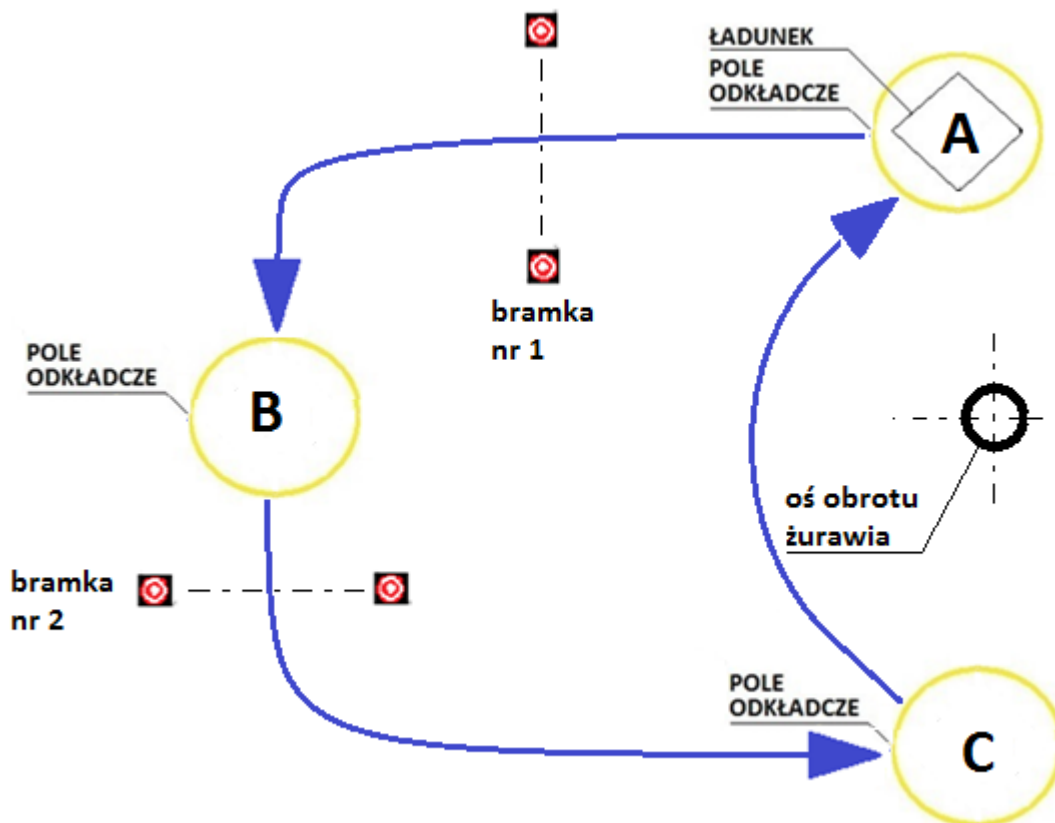 ŁADUNEK
POLE
ODKŁADCZE
A
bramka
nr 1
POLE
ODKŁADCZE
B
oś obrotu
żurawia
bramka
nr 2
POLE
ODKŁADCZE
C